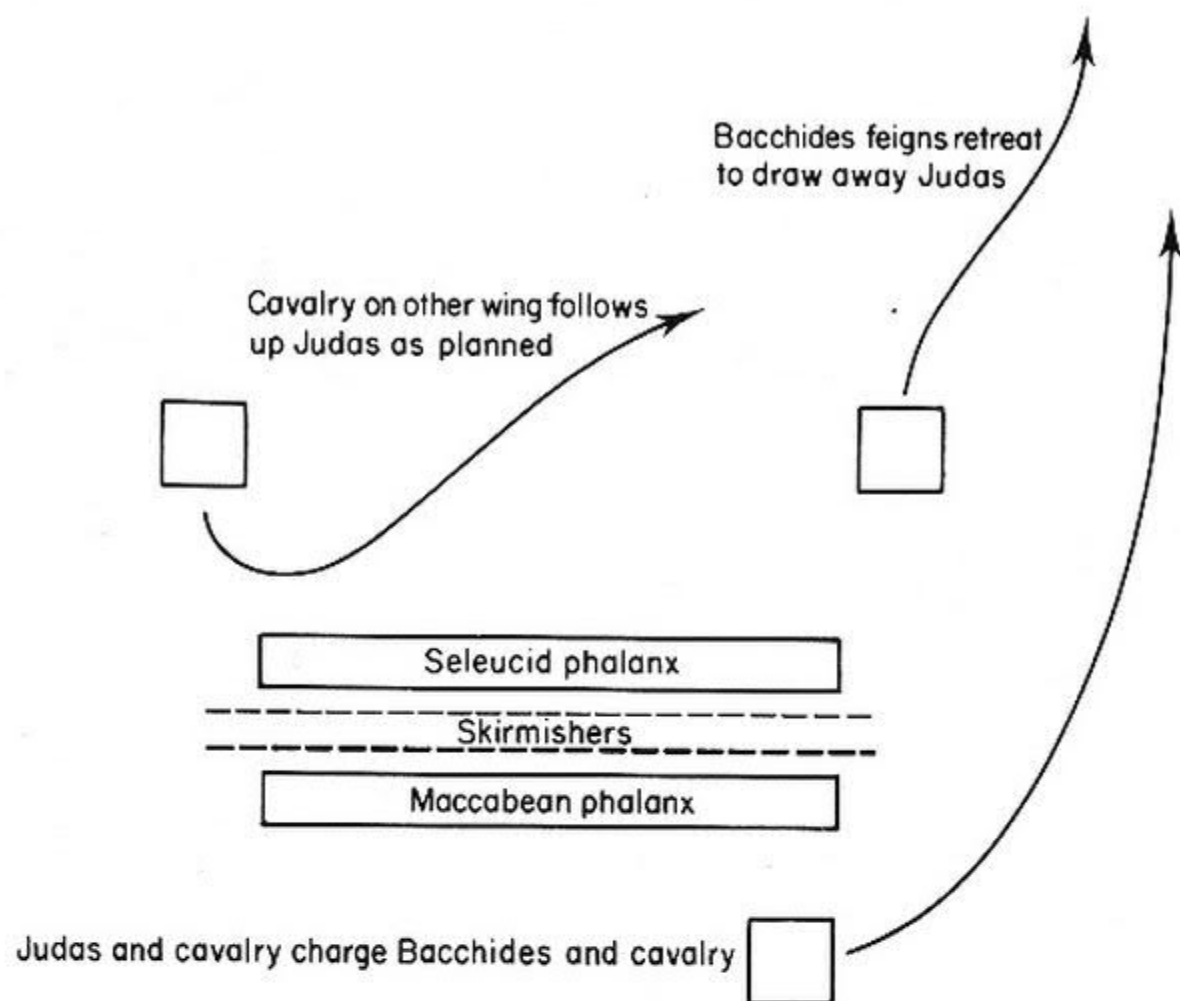 Bacchides feigns retreat
to draw away Judas
Cavalry on other wing follows
up Judas as planned
Seleucid phalanx
Skirmishers
Maccabean phalanx
Judas and cavalry charge Bacchides and cavalry